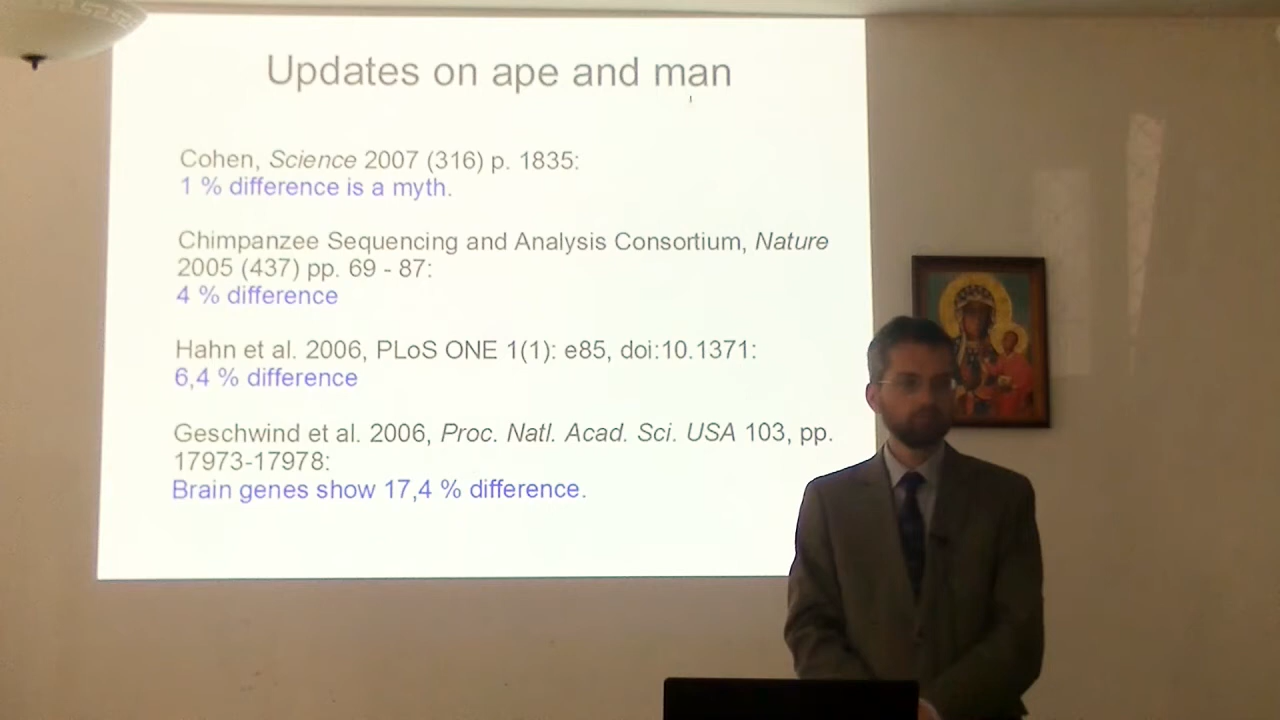 Updates on ape and man
Cohen, Science 2007 (316) p. 1835:
1 % difference is a myth.
Chimpanzee Sequencing and Analysis Consortium, Nature
2005 (437) pp. 69 - 87:
4 % difference
Hahn et al. 2006, PLoS ONE 1(1): e85, doi:10.1371:
6,4 % difference
Geschwind et al. 2006, Proc. Natl. Acad. Sci. USA 103, pp.
17973-17978:
Brain genes show 17,4 % difference.